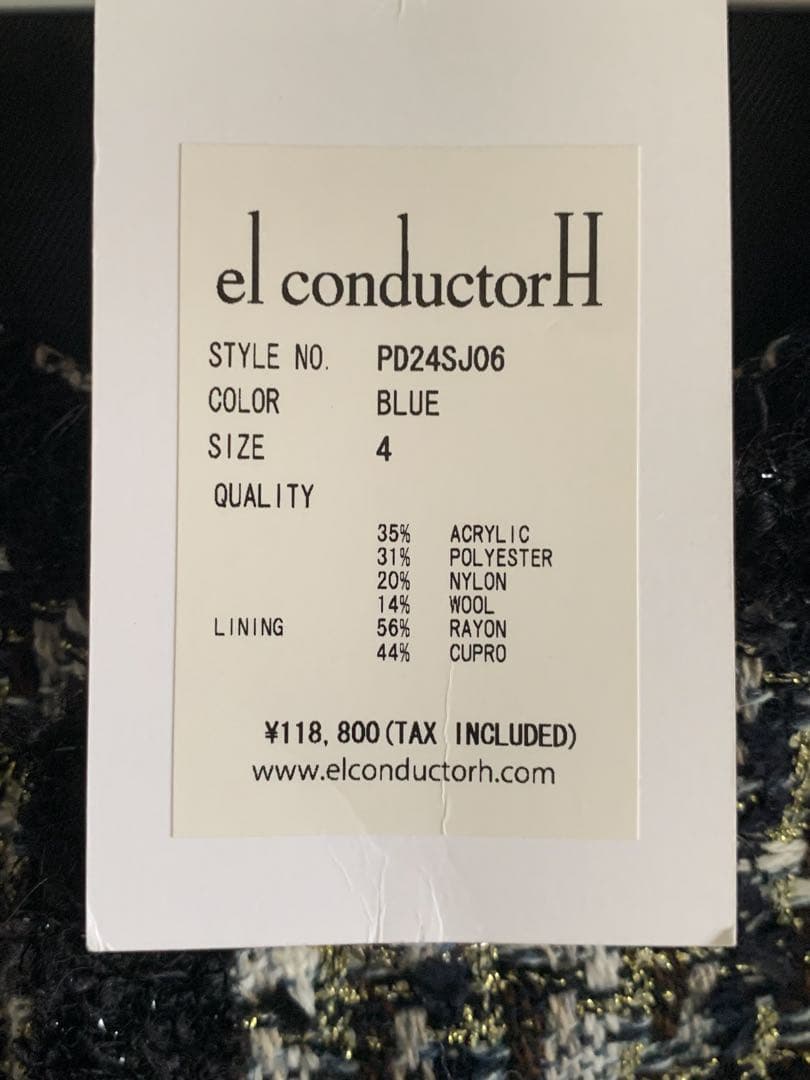 el conductorH
STYLE NO. PD24SJ06
COLOR BLUE
SIZE 4
QUALITY
35% ACRYLIC
31% POLYESTER
20% NYLON
14% WOOL
LINING 56% RAYON
44% CUPRO
¥118,800(TAX INCLUDED)
www.elconductorh.com